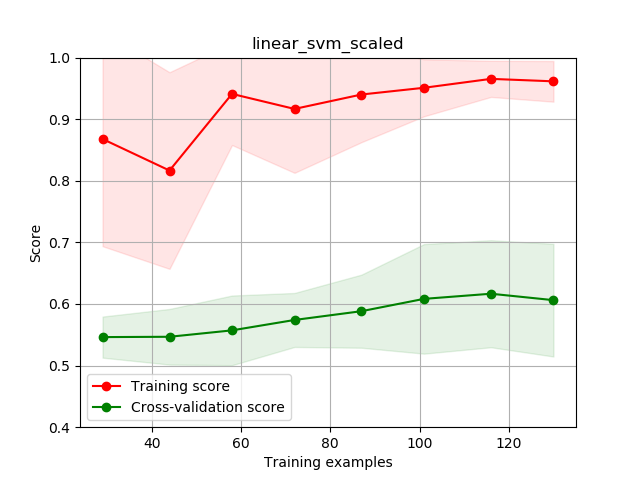 linear_svm_scaled
1.0
0.9
0.8
0.7
0.6
0.5
0.4
Score
Training score
Cross-validation score
40 60 80 100 120
Training examples